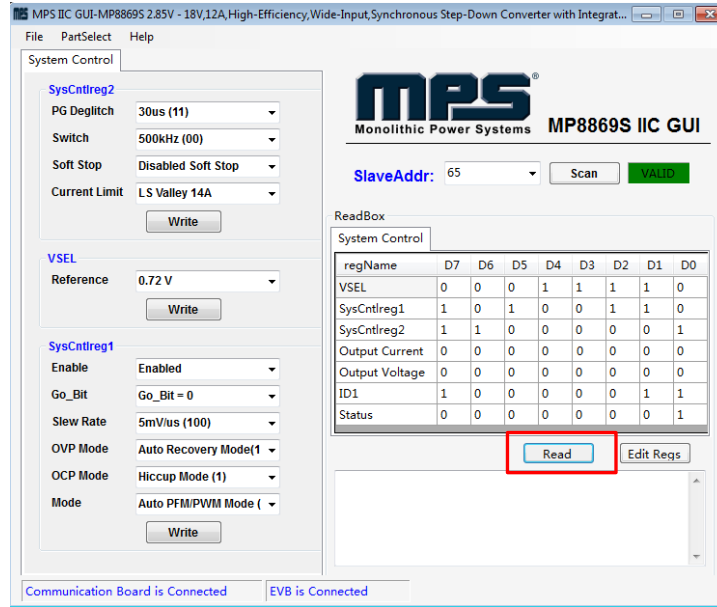 MPS IIC GUI-MP8869S 2.85V - 18V,12A,High-Efficiency,Wide-Input,Synchronous Step-Down Converter with Integrat...
File PartSelect Help
System Control
SysCntlreg2
PG Deglitch 30us (11)
Switch 500kHz (00)
Soft Stop Disabled Soft Stop
Current Limit LS Valley 14A
Write
VSEL
Reference 0.72 V
Write
SysCntlreg1
Enable Enabled
Go_Bit Go_Bit = 0
Slew Rate 5mV/us (100)
OVP Mode Auto Recovery Mode(1
OCP Mode Hiccup Mode (1)
Mode Auto PFM/PWM Mode (
Write
mps®
Monolithic Power Systems MP8869S IIC GUI
SlaveAddr: 65 Scan VALID
ReadBox
System Control
regName D7 D6 D5 D4 D3 D2 D1 D0
VSEL 0 0 0 1 1 1 1 0
SysCntlreg1 1 0 1 0 0 1 1 0
SysCntlreg2 1 1 0 0 0 0 0 1
Output Current 0 0 0 0 0 0 0 0
Output Voltage 0 0 0 0 0 0 0 0
ID1 1 0 0 0 0 0 1 1
Status 0 0 0 0 0 0 0 1
Read Edit Regs
Communication Board is Connected EVB is Connected